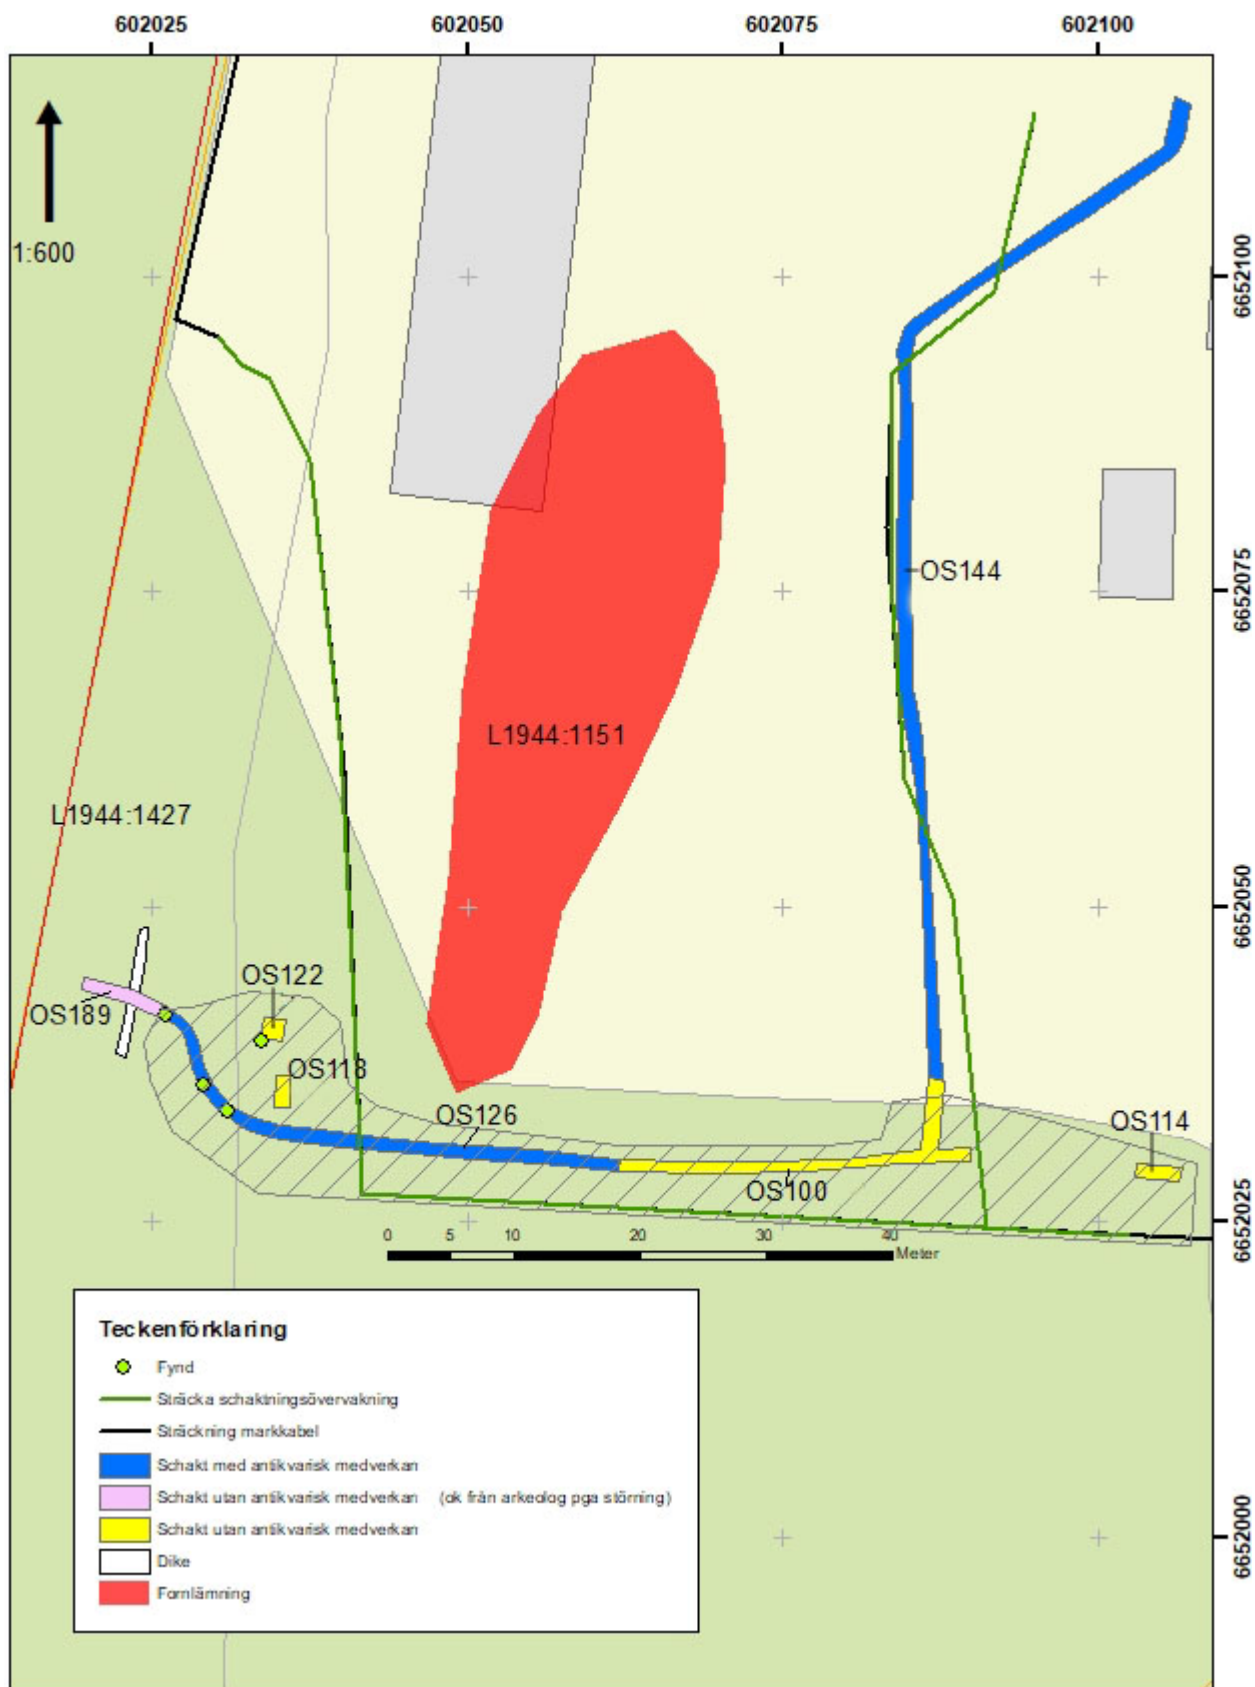 602025 602050 602075 602100
1:600
6652100
OS144
6652075
L1944:1151
L1944:1427
6652050
OS122
OS189
OS118
OS126
OS114
OS100
6652025
0 5 10 20 30 40
Meter
Teckenförklaring
Fynd
Sträcka schaktningsövervakning
Sträckning markkabel
Schakt med antikvarisk medverkan
Schakt utan antikvarisk medverkan (ok från arkeolog pga störning)
Schakt utan antikvarisk medverkan
6652000
Dike
Fornlämning